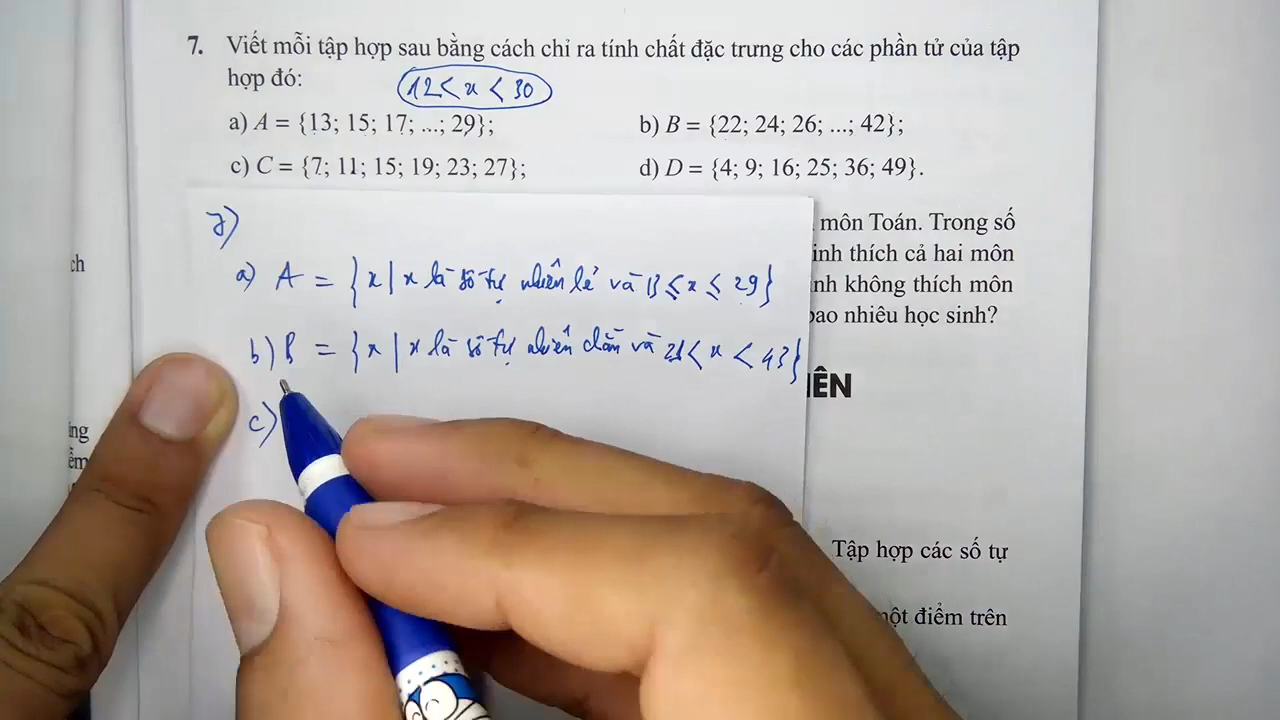 7. Viết mỗi tập hợp sau bằng cách chỉ ra tính chất đặc trưng cho các phần tử của tập
hợp đó:
12 < x < 30
a) A = {13; 15; 17; ...; 29};
b) B = {22; 24; 26; ...; 42};
c) C = {7; 11; 15; 19; 23; 27};
d) D = {4; 9; 16; 25; 36; 49}.
7)
môn Toán. Trong số
ch
inh thích cả hai môn
a) A = {x | x là số tự nhiên lẻ và 13 ≤ x ≤ 29}
nh không thích môn
bao nhiêu học sinh?
b) B = {x | x là số tự nhiên chẵn và 21 < x < 43}
IÊN
c)
ng
ễm
Tập hợp các số tự
một điểm trên